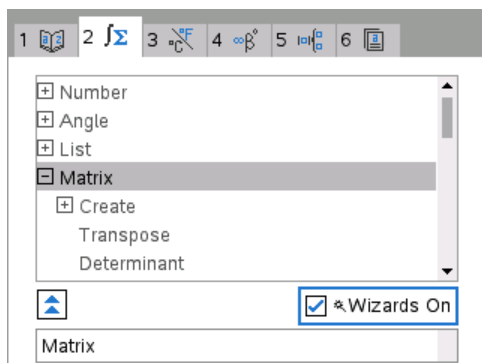 1 2 ∫Σ 3 °C°F 4 ∞β° 5 6
Number
Angle
List
Matrix
Create
Transpose
Determinant
Wizards On
Matrix